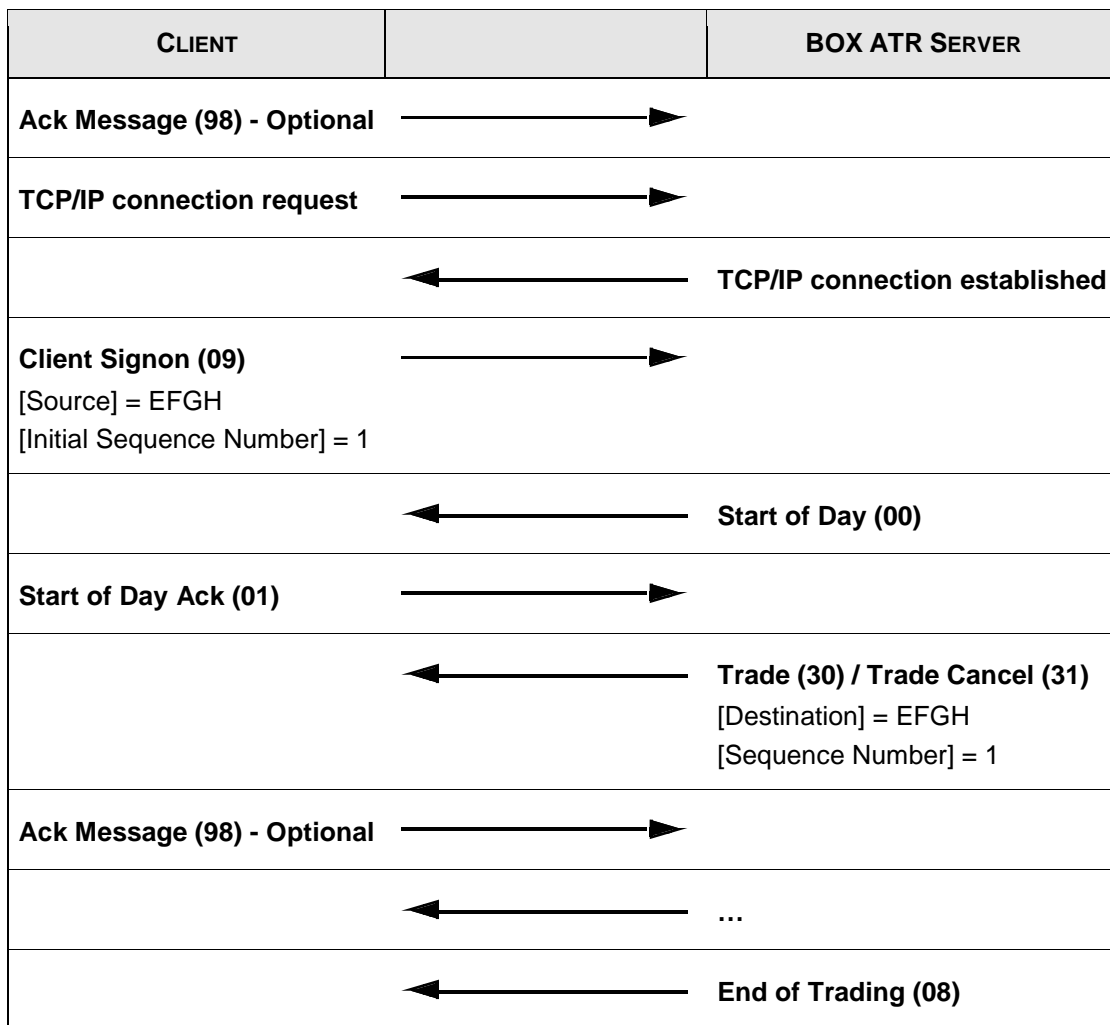 CLIENT
BOX ATR SERVER
Ack Message (98) - Optional
TCP/IP connection request
TCP/IP connection established
Client Signon (09)
[Source] = EFGH
[Initial Sequence Number] = 1
Start of Day (00)
Start of Day Ack (01)
Trade (30) / Trade Cancel (31)
[Destination] = EFGH
[Sequence Number] = 1
Ack Message (98) - Optional
…
End of Trading (08)